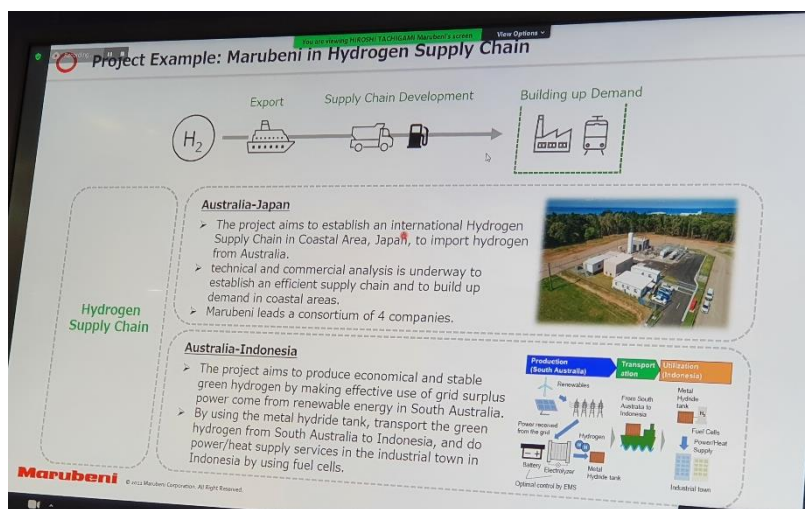 You are viewing HIROSHI TACHIGAMI Marubeni's screen
View Options
Project Example: Marubeni in Hydrogen Supply Chain
Export
Supply Chain Development
Building up Demand
H2
Australia-Japan
➢ The project aims to establish an international Hydrogen
Supply Chain in Coastal Area, Japan, to import hydrogen
from Australia.
➢ technical and commercial analysis is underway to
establish an efficient supply chain and to build up
demand in coastal areas.
➢ Marubeni leads a consortium of 4 companies.
Hydrogen
Supply Chain
Australia-Indonesia
➢ The project aims to produce economical and stable
green hydrogen by making effective use of grid surplus
power come from renewable energy in South Australia.
➢ By using the metal hydride tank, transport the green
hydrogen from South Australia to Indonesia, and do
power/heat supply services in the industrial town in
Indonesia by using fuel cells.
Production
(South Australia)
Transport
ation
Utilization
(Indonesia)
Renewables
Power received
from the grid
Hydrogen
Battery
Electrolyzer
Metal
Hydride tank
Optimal control by EMS
From South
Australia to
Indonesia
Metal
Hydride
tank
Fuel Cells
Power/Heat
Supply
Industrial town
Marubeni
© 2022 Marubeni Corporation. All Right Reserved.